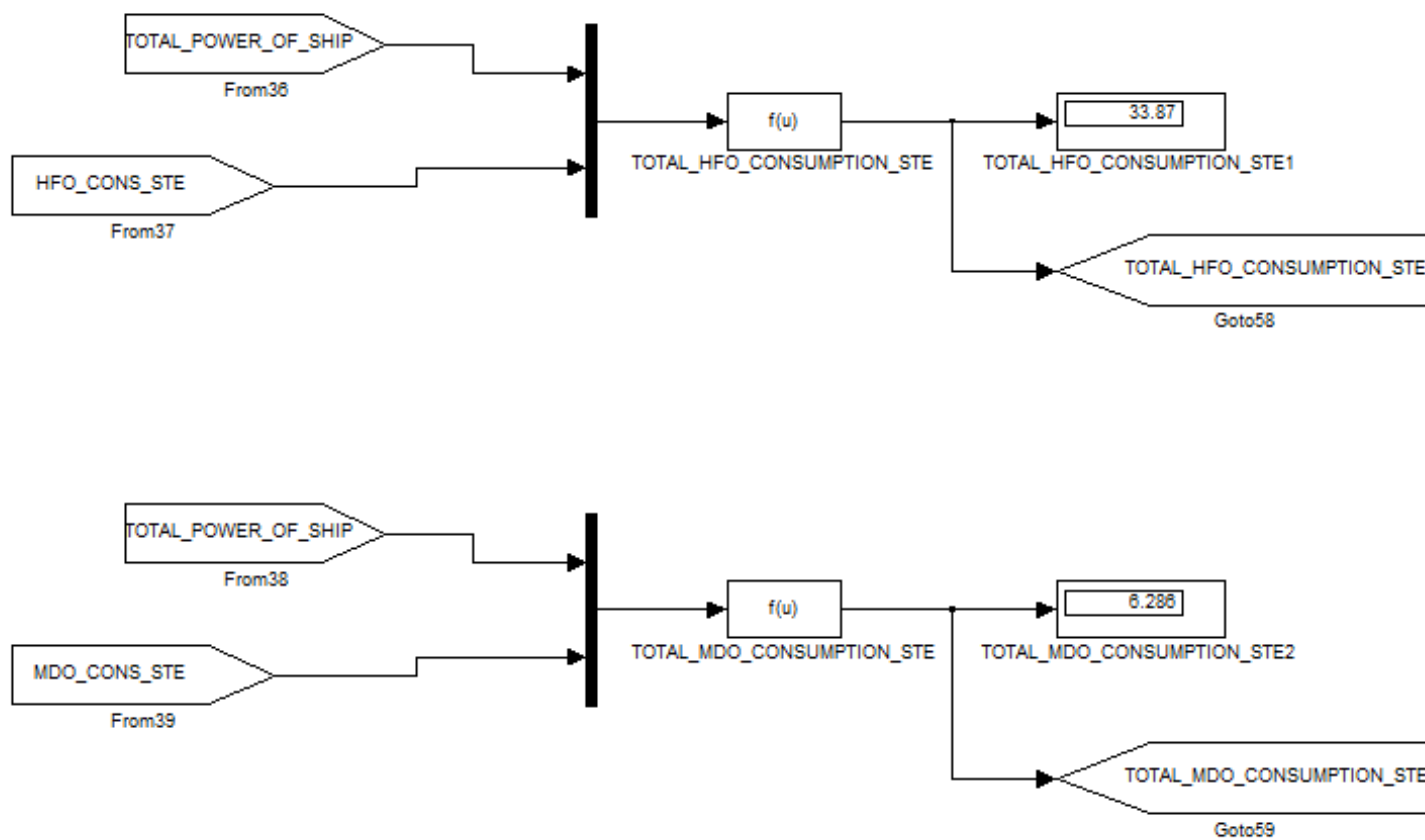 TOTAL_POWER_OF_SHIP
From36
HFO_CONS_STE
From37
f(u)
TOTAL_HFO_CONSUMPTION_STE
33.87
TOTAL_HFO_CONSUMPTION_STE1
TOTAL_HFO_CONSUMPTION_STE
Goto58
TOTAL_POWER_OF_SHIP
From38
MDO_CONS_STE
From39
f(u)
TOTAL_MDO_CONSUMPTION_STE
6.286
TOTAL_MDO_CONSUMPTION_STE2
TOTAL_MDO_CONSUMPTION_STE
Goto59